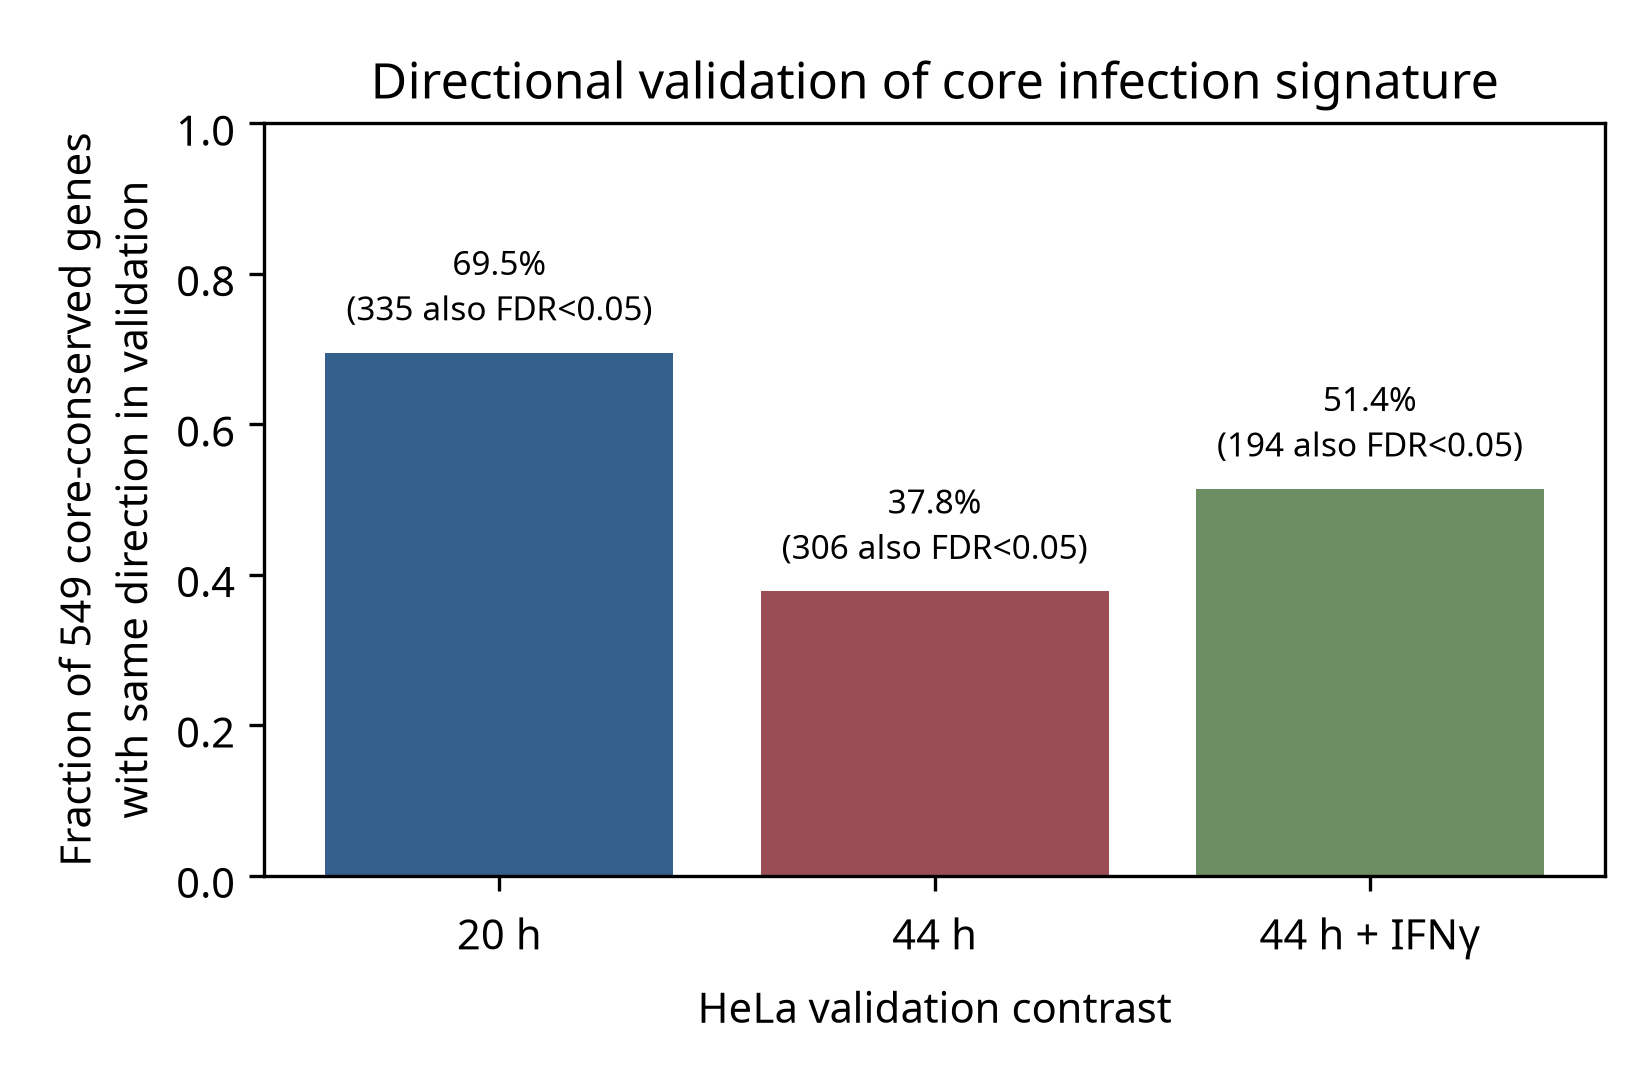 Directional validation of core infection signature
Fraction of 549 core-conserved genes
with same direction in validation
1.0
0.8
0.6
0.4
0.2
0.0
69.5%
(335 also FDR<0.05)
37.8%
(306 also FDR<0.05)
51.4%
(194 also FDR<0.05)
20 h
44 h
44 h + IFNγ
HeLa validation contrast